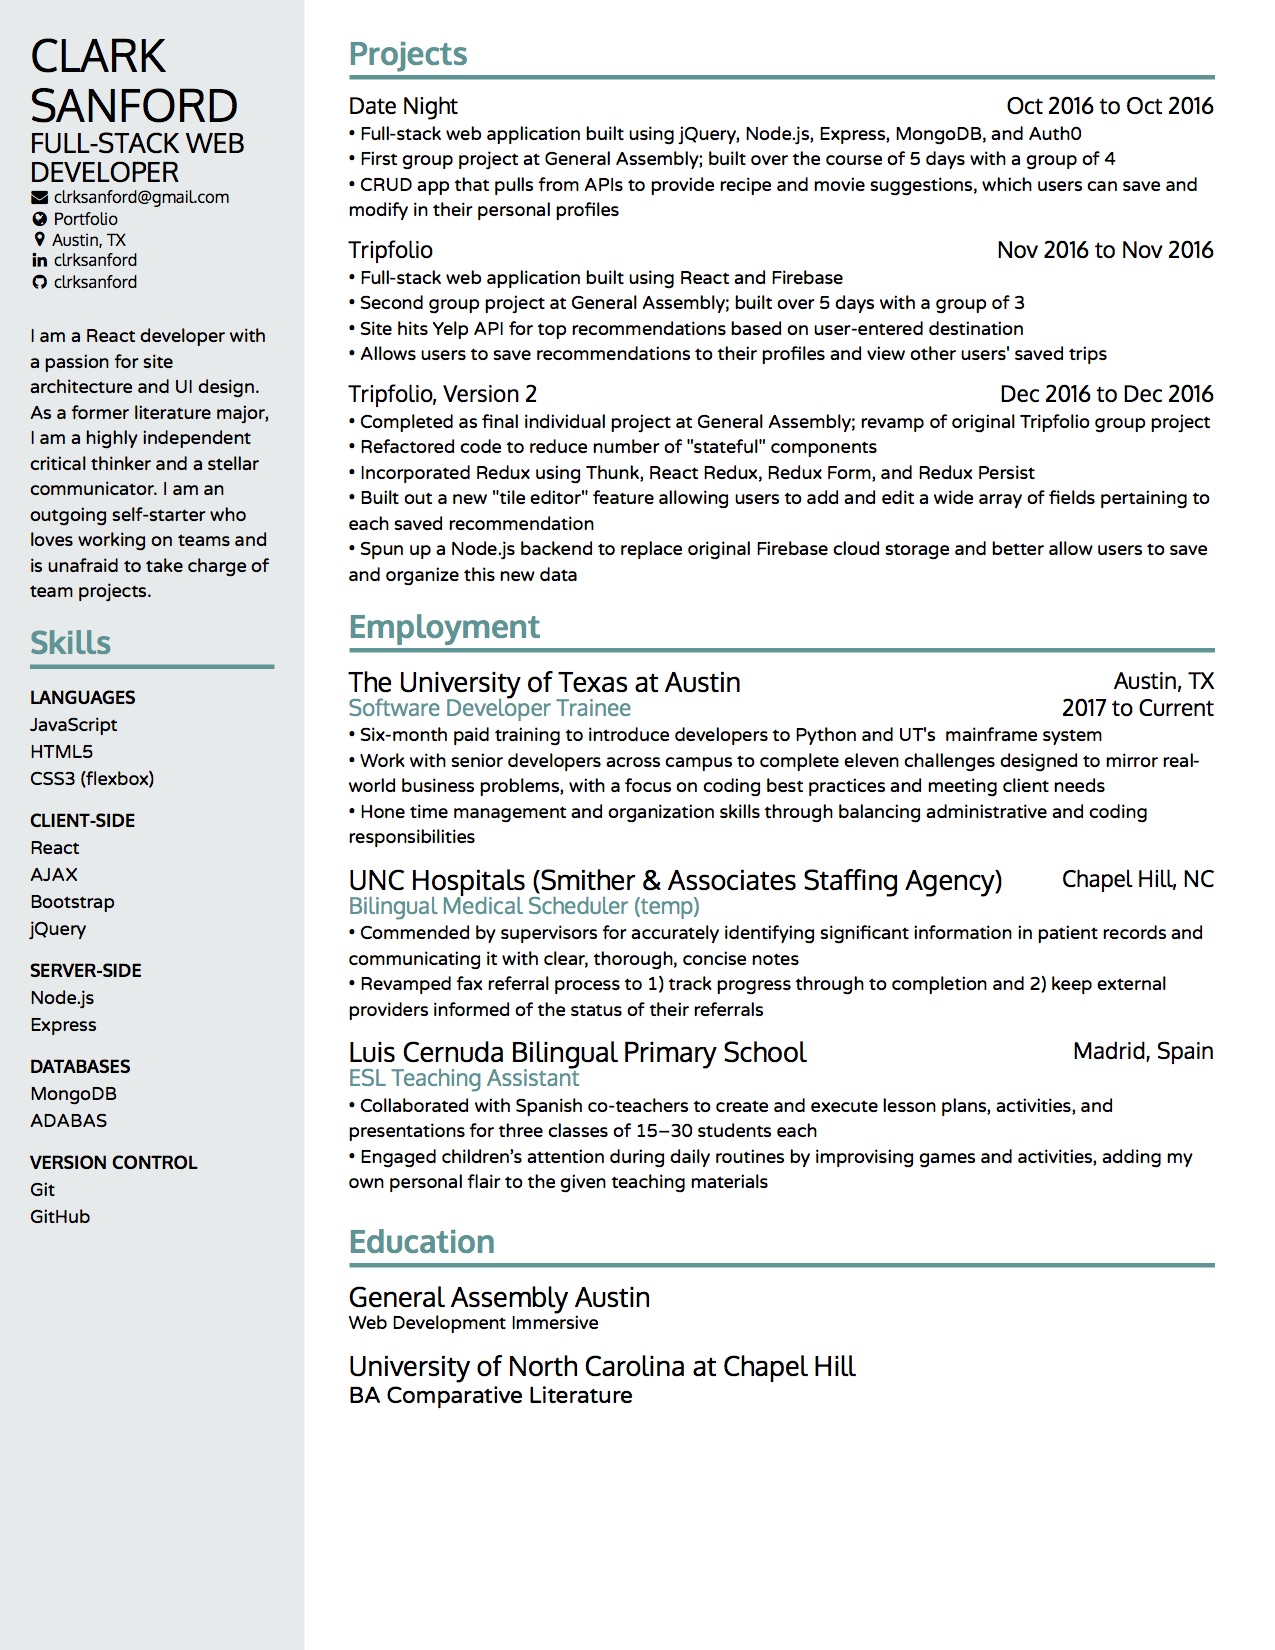 CLARK
SANFORD
FULL-STACK WEB
DEVELOPER
clrksanford@gmail.com
Portfolio
Austin, TX
clrksanford
clrksanford
I am a React developer with
a passion for site
architecture and UI design.
As a former literature major,
I am a highly independent
critical thinker and a stellar
communicator. I am an
outgoing self-starter who
loves working on teams and
is unafraid to take charge of
team projects.
Skills
LANGUAGES
JavaScript
HTML5
CSS3 (flexbox)
CLIENT-SIDE
React
AJAX
Bootstrap
jQuery
SERVER-SIDE
Node.js
Express
DATABASES
MongoDB
ADABAS
VERSION CONTROL
Git
GitHub
Projects
Date Night Oct 2016 to Oct 2016
• Full-stack web application built using jQuery, Node.js, Express, MongoDB, and Auth0
• First group project at General Assembly; built over the course of 5 days with a group of 4
• CRUD app that pulls from APIs to provide recipe and movie suggestions, which users can save and
modify in their personal profiles
Tripfolio Nov 2016 to Nov 2016
• Full-stack web application built using React and Firebase
• Second group project at General Assembly; built over 5 days with a group of 3
• Site hits Yelp API for top recommendations based on user-entered destination
• Allows users to save recommendations to their profiles and view other users' saved trips
Tripfolio, Version 2 Dec 2016 to Dec 2016
• Completed as final individual project at General Assembly; revamp of original Tripfolio group project
• Refactored code to reduce number of "stateful" components
• Incorporated Redux using Thunk, React Redux, Redux Form, and Redux Persist
• Built out a new "tile editor" feature allowing users to add and edit a wide array of fields pertaining to
each saved recommendation
• Spun up a Node.js backend to replace original Firebase cloud storage and better allow users to save
and organize this new data
Employment
The University of Texas at Austin Austin, TX
Software Developer Trainee 2017 to Current
• Six-month paid training to introduce developers to Python and UT's  mainframe system
• Work with senior developers across campus to complete eleven challenges designed to mirror real-
world business problems, with a focus on coding best practices and meeting client needs
• Hone time management and organization skills through balancing administrative and coding
responsibilities
UNC Hospitals (Smither & Associates Staffing Agency) Chapel Hill, NC
Bilingual Medical Scheduler (temp)
• Commended by supervisors for accurately identifying significant information in patient records and
communicating it with clear, thorough, concise notes
• Revamped fax referral process to 1) track progress through to completion and 2) keep external
providers informed of the status of their referrals
Luis Cernuda Bilingual Primary School Madrid, Spain
ESL Teaching Assistant
• Collaborated with Spanish co-teachers to create and execute lesson plans, activities, and
presentations for three classes of 15–30 students each
• Engaged children’s attention during daily routines by improvising games and activities, adding my
own personal flair to the given teaching materials
Education
General Assembly Austin
Web Development Immersive
University of North Carolina at Chapel Hill
BA Comparative Literature